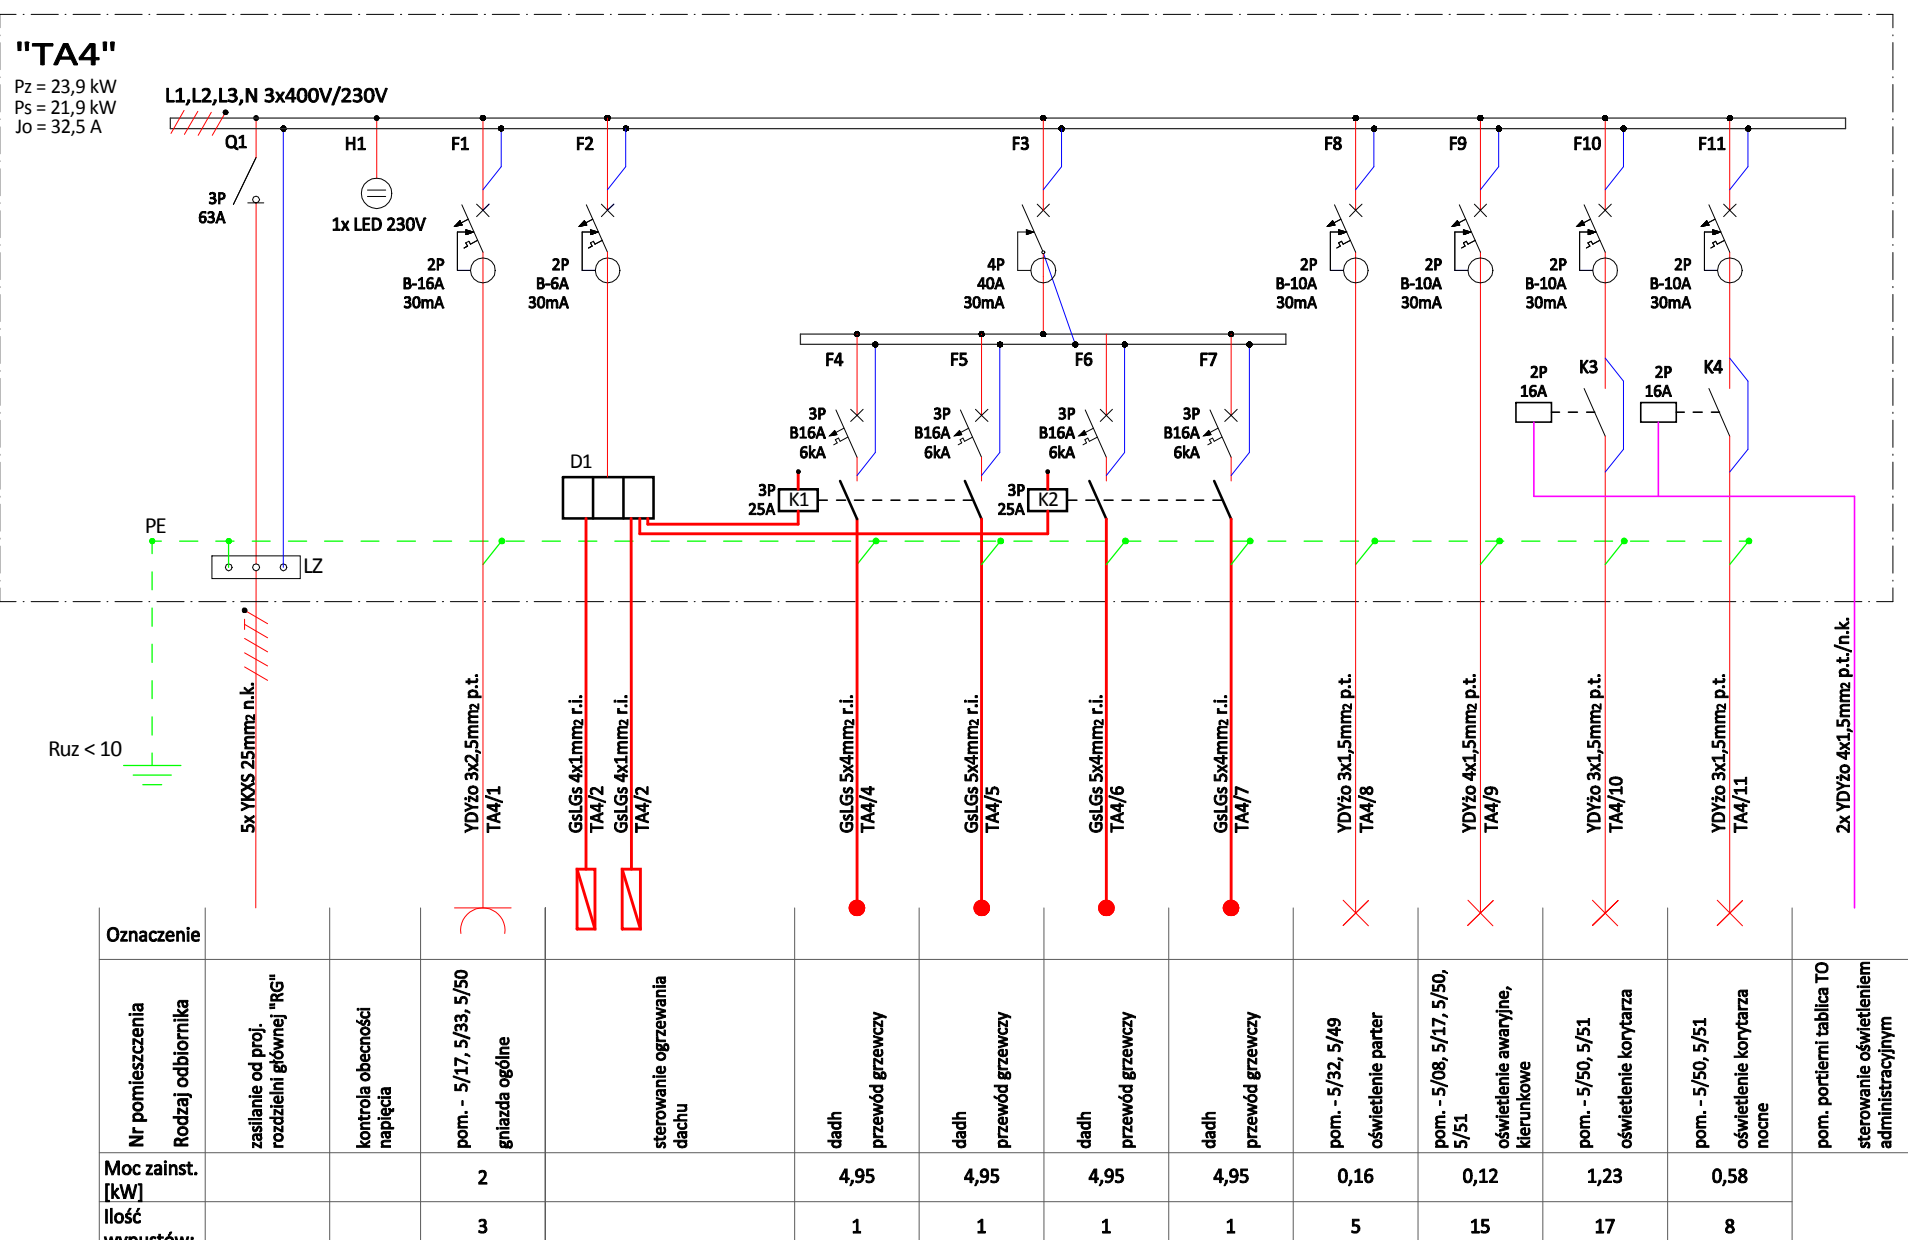 "TA4"
Pz = 23,9 kW
Ps = 21,9 kW
Jo = 32,5 A
L1,L2,L3,N 3x400V/230V
Q1
3P
63A
H1
1x LED 230V
F1
2P
B-16A
30mA
F2
2P
B-6A
30mA
F3
4P
40A
30mA
F8
2P
B-10A
30mA
F9
2P
B-10A
30mA
F10
2P
B-10A
30mA
F11
2P
B-10A
30mA
F4
3P
B16A
6kA
F5
3P
B16A
6kA
F6
3P
B16A
6kA
F7
3P
B16A
6kA
2P
16A
K3
2P
16A
K4
D1
3P
25A
K1
3P
25A
K2
PE
LZ
Ruz < 10
5x YKXS 25mm2 n.k.
YDYżo 3x2,5mm2 p.t.
TA4/1
GsLGs 4x1mm2 r.i.
TA4/2
GsLGs 4x1mm2 r.i.
TA4/2
GsLGs 5x4mm2 r.i.
TA4/4
GsLGs 5x4mm2 r.i.
TA4/5
GsLGs 5x4mm2 r.i.
TA4/6
GsLGs 5x4mm2 r.i.
TA4/7
YDYżo 3x1,5mm2 p.t.
TA4/8
YDYżo 4x1,5mm2 p.t.
TA4/9
YDYżo 3x1,5mm2 p.t.
TA4/10
YDYżo 3x1,5mm2 p.t.
TA4/11
2x YDYżo 4x1,5mm2 p.t./n.k.
Oznaczenie
Nr pomieszczenia
Rodzaj odbiornika
zasilanie od proj.
rozdzielni głównej "RG"
kontrola obecności
napięcia
pom. - 5/17, 5/33, 5/50
gniazda ogólne
sterowanie ogrzewania
dachu
dadh
przewód grzewczy
dadh
przewód grzewczy
dadh
przewód grzewczy
dadh
przewód grzewczy
pom. - 5/32, 5/49
oświetlenie parter
pom. - 5/08, 5/17, 5/50,
5/51
oświetlenie awaryjne,
kierunkowe
pom. - 5/50, 5/51
oświetlenie korytarza
pom. - 5/50, 5/51
oświetlenie korytarza
nocne
pom. portierni tablica TO
sterowanie oświetleniem
administracyjnym
Moc zainst.
[kW]
2
4,95
4,95
4,95
4,95
0,16
0,12
1,23
0,58
Ilość
wypustów:
3
1
1
1
1
5
15
17
8